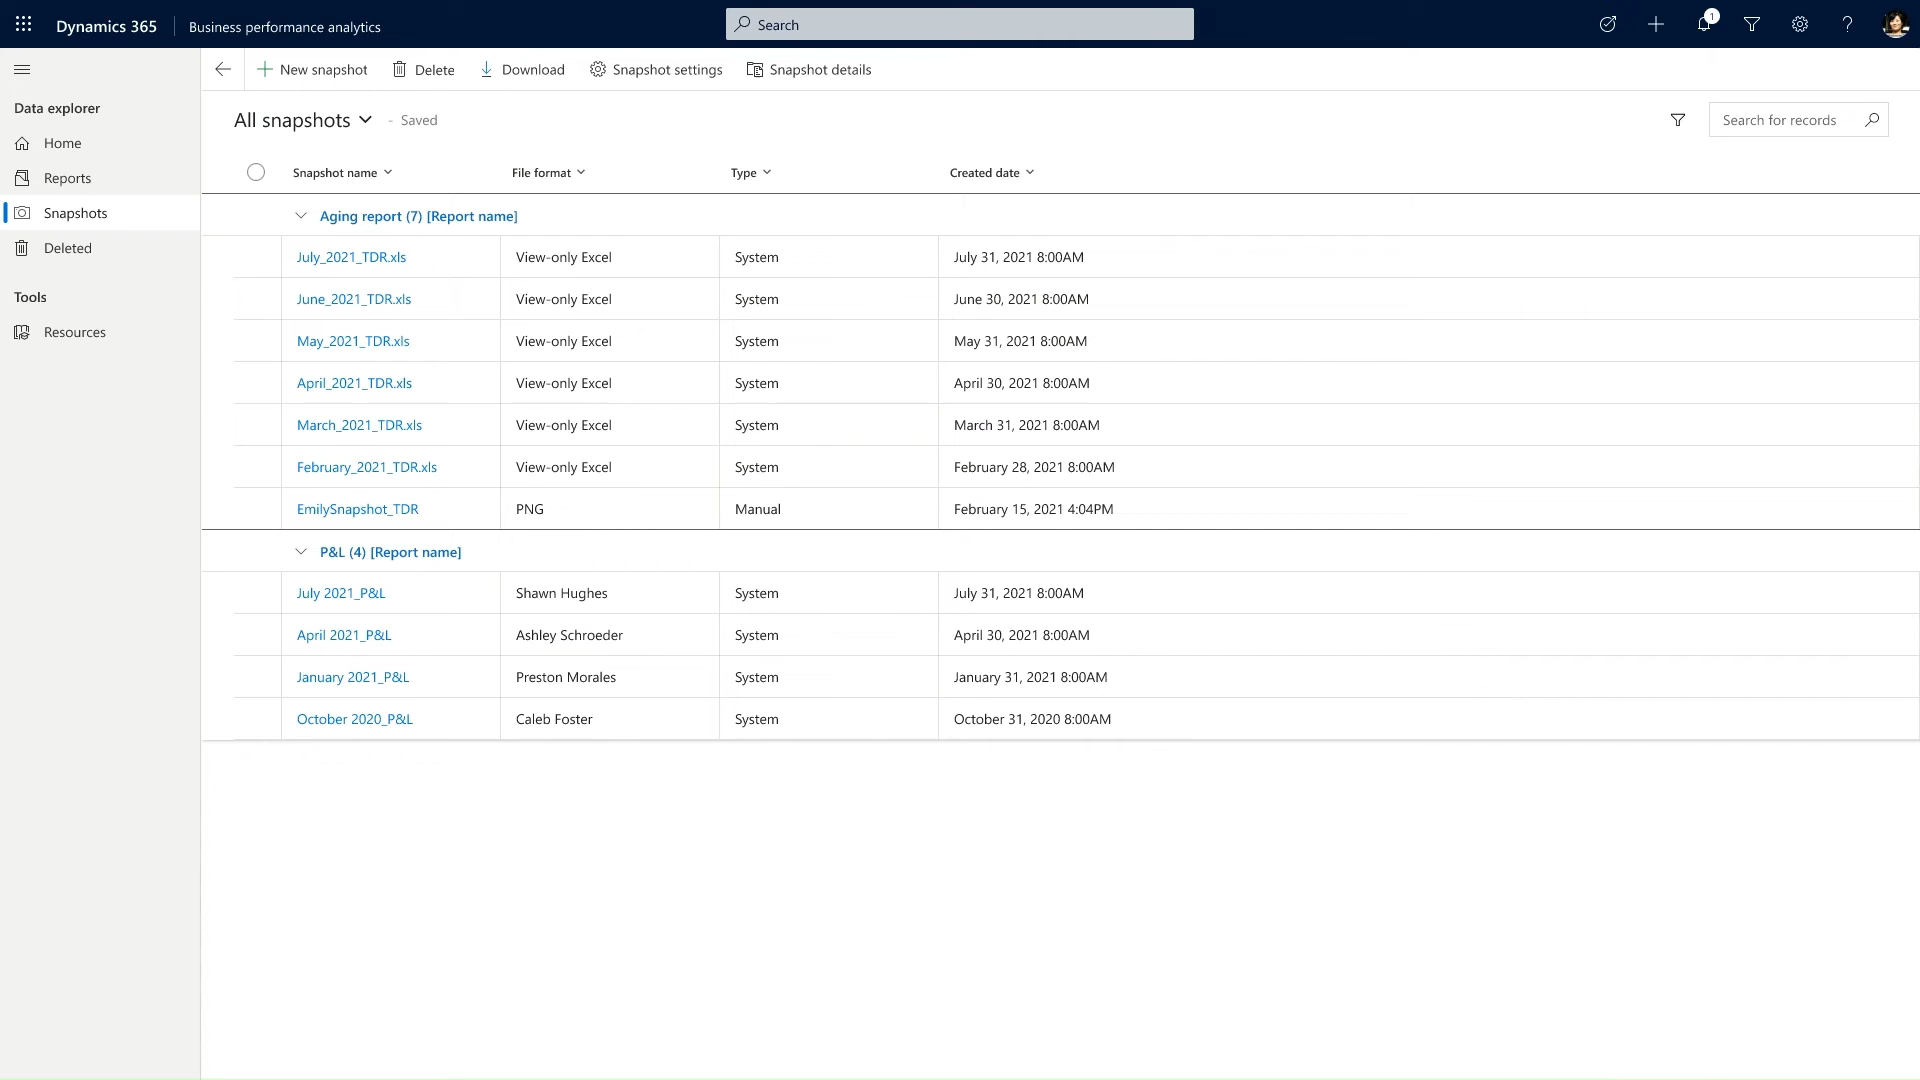 Dynamics 365 Business performance analytics Search 1
New snapshot Delete Download Snapshot settings Snapshot details
Data explorer
Home
Reports
Snapshots
Deleted
Tools
Resources
All snapshots - Saved Search for records
Snapshot name File format Type Created date
Aging report (7) [Report name]
July_2021_TDR.xls View-only Excel System July 31, 2021 8:00AM
June_2021_TDR.xls View-only Excel System June 30, 2021 8:00AM
May_2021_TDR.xls View-only Excel System May 31, 2021 8:00AM
April_2021_TDR.xls View-only Excel System April 30, 2021 8:00AM
March_2021_TDR.xls View-only Excel System March 31, 2021 8:00AM
February_2021_TDR.xls View-only Excel System February 28, 2021 8:00AM
EmilySnapshot_TDR PNG Manual February 15, 2021 4:04PM
P&L (4) [Report name]
July 2021_P&L Shawn Hughes System July 31, 2021 8:00AM
April 2021_P&L Ashley Schroeder System April 30, 2021 8:00AM
January 2021_P&L Preston Morales System January 31, 2021 8:00AM
October 2020_P&L Caleb Foster System October 31, 2020 8:00AM